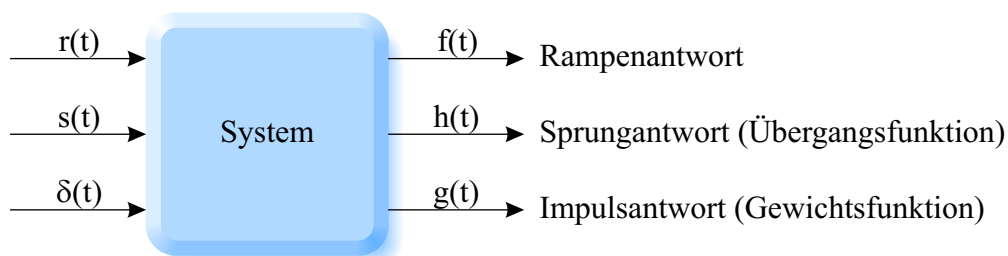 r(t) f(t) Rampenantwort
s(t) System h(t) Sprungantwort (Übergangsfunktion)
δ(t) g(t) Impulsantwort (Gewichtsfunktion)